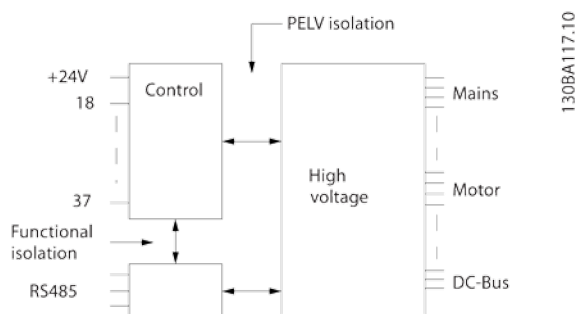 PELV isolation
130BA117.10
+24V
Control
18
Mains
37
High
voltage
Motor
Functional
isolation
RS485
DC-Bus